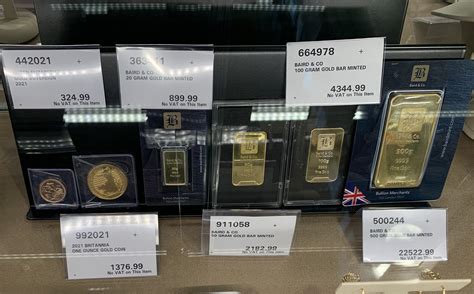 442021
+
2021
324.99
No VAT on This Item
BAIRD & CO
20 GRAM GOLD BAR MINTED
899.99
No VAT on This Item
664978
+
BAIRD & CO
100 GRAM GOLD BAR MINTED
4344.99
No VAT on This Item
B
Baird & Co.
9999
Bullion Merchants
B
992021
+
2021 BRITANNIA
ONE OUNCE GOLD COIN
1376.99
No VAT on This Item
911058
+
BAIRD & CO
50 GRAM GOLD BAR MINTED
No VAT on This Item
500244
+
BAIRD & CO
GRAM GOLD BAR MINTED
22522.99
No VAT on This Item